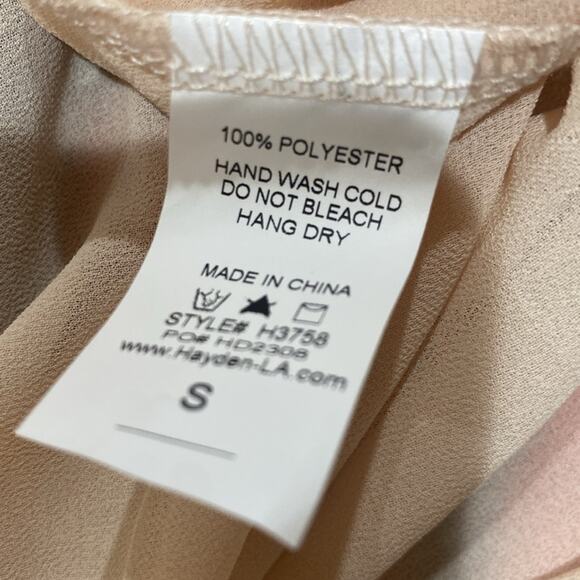 100% POLYESTER
HAND WASH COLD
DO NOT BLEACH
HANG DRY
MADE IN CHINA
STYLE# H3758
PO# HD2308
www.Hayden-LA.com
S